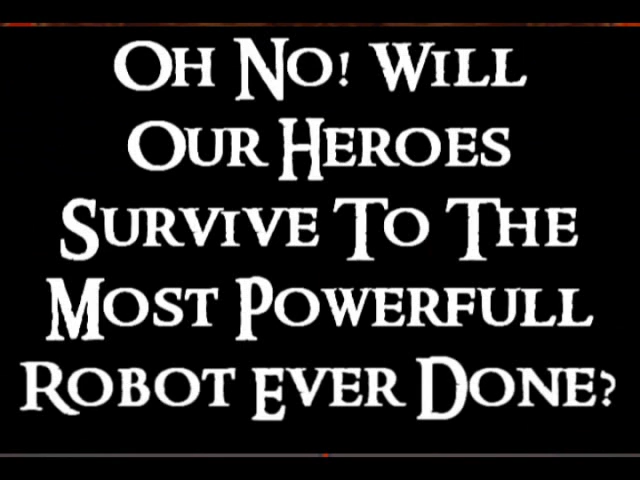 Oh No! Will
Our Heroes
Survive To The
Most Powerfull
Robot Ever Done?